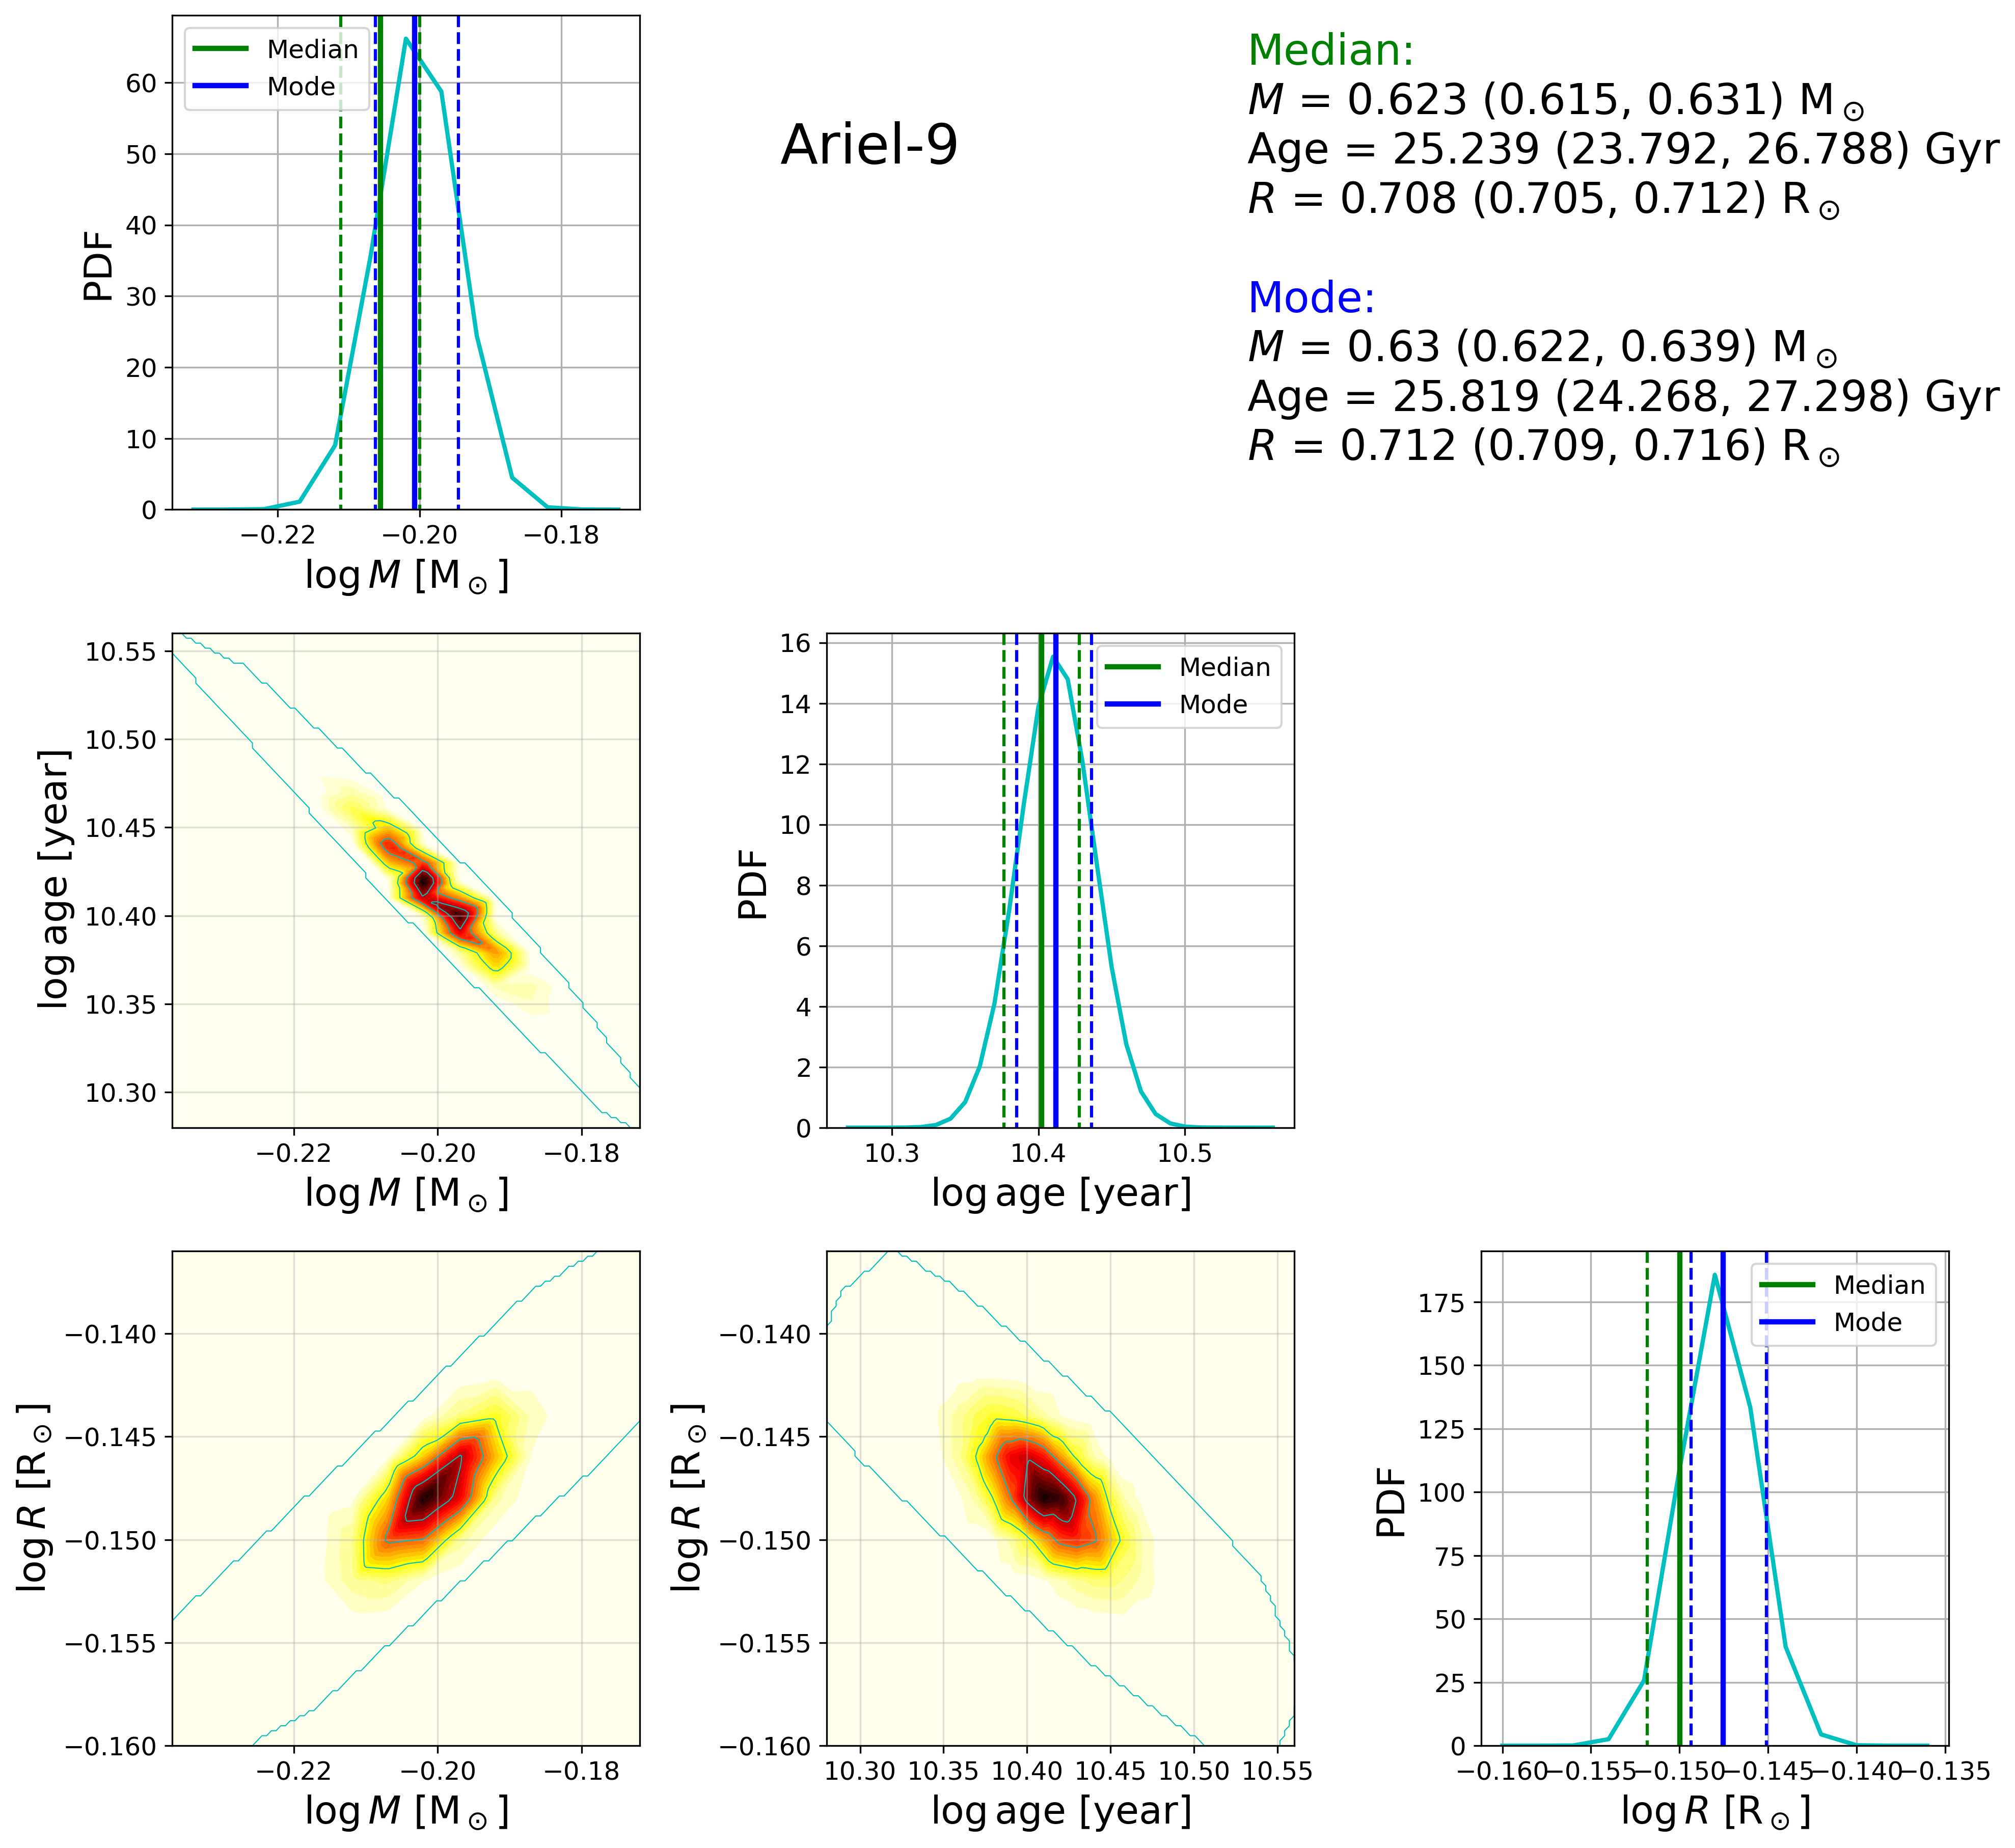 Median
Mode
60
50
40
30
20
10
0
PDF
−0.22 −0.20 −0.18
log M [M⊙]
Ariel-9
Median:
M = 0.623 (0.615, 0.631) M⊙
Age = 25.239 (23.792, 26.788) Gyr
R = 0.708 (0.705, 0.712) R⊙
Mode:
M = 0.63 (0.622, 0.639) M⊙
Age = 25.819 (24.268, 27.298) Gyr
R = 0.712 (0.709, 0.716) R⊙
10.55
10.50
10.45
10.40
10.35
10.30
log age [year]
−0.22 −0.20 −0.18
log M [M⊙]
Median
Mode
16
14
12
10
8
6
4
2
0
PDF
10.3 10.4 10.5
log age [year]
−0.140
−0.145
−0.150
−0.155
−0.160
log R [R⊙]
−0.22 −0.20 −0.18
log M [M⊙]
−0.140
−0.145
−0.150
−0.155
−0.160
log R [R⊙]
10.30 10.35 10.40 10.45 10.50 10.55
log age [year]
Median
Mode
175
150
125
100
75
50
25
0
PDF
−0.160 −0.155 −0.150 −0.145 −0.140 −0.135
log R [R⊙]